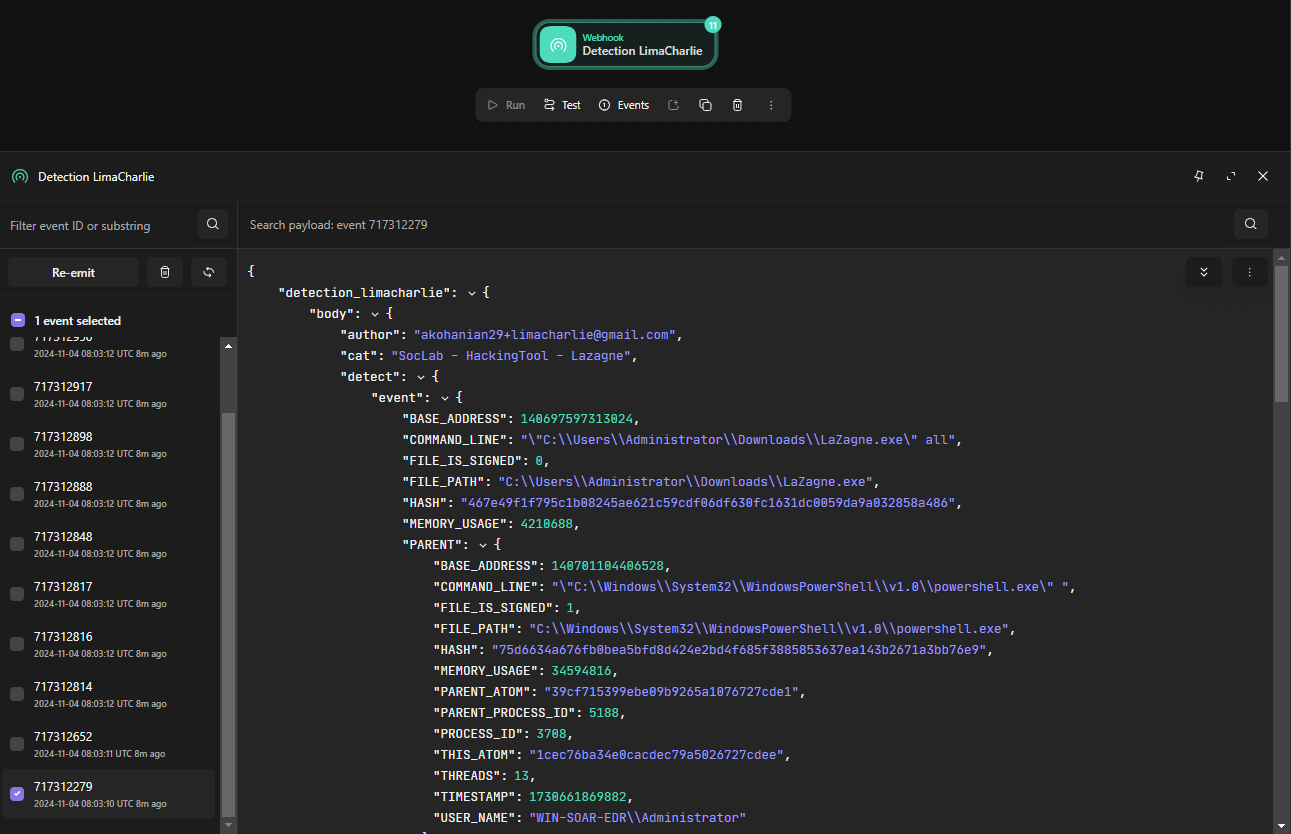 11
Webhook
Detection LimaCharlie
Run
Test
Events
Detection LimaCharlie
Filter event ID or substring
Search payload: event 717312279
Re-emit
1 event selected
2024-11-04 08:03:12 UTC 8m ago
717312917
2024-11-04 08:03:12 UTC 8m ago
717312898
2024-11-04 08:03:12 UTC 8m ago
717312888
2024-11-04 08:03:12 UTC 8m ago
717312848
2024-11-04 08:03:12 UTC 8m ago
717312817
2024-11-04 08:03:12 UTC 8m ago
717312816
2024-11-04 08:03:12 UTC 8m ago
717312814
2024-11-04 08:03:12 UTC 8m ago
717312652
2024-11-04 08:03:11 UTC 8m ago
717312279
2024-11-04 08:03:10 UTC 8m ago
{
"detection_limacharlie": {
"body": {
"author": "akohanian29+limacharlie@gmail.com",
"cat": "SocLab - HackingTool - Lazagne",
"detect": {
"event": {
"BASE_ADDRESS": 140697597313024,
"COMMAND_LINE": "\"C:\\Users\\Administrator\\Downloads\\LaZagne.exe\" all",
"FILE_IS_SIGNED": 0,
"FILE_PATH": "C:\\Users\\Administrator\\Downloads\\LaZagne.exe",
"HASH": "467e49f1f795c1b08245ae621c59cdf06df630fc1631dc0059da9a032858a486",
"MEMORY_USAGE": 4210688,
"PARENT": {
"BASE_ADDRESS": 140701104406528,
"COMMAND_LINE": "\"C:\\Windows\\System32\\WindowsPowerShell\\v1.0\\powershell.exe\" ",
"FILE_IS_SIGNED": 1,
"FILE_PATH": "C:\\Windows\\System32\\WindowsPowerShell\\v1.0\\powershell.exe",
"HASH": "75d6634a676fb0bea5bfd8d424e2bd4f685f3885853637ea143b2671a3bb76e9",
"MEMORY_USAGE": 34594816,
"PARENT_ATOM": "39cf715399ebe09b9265a1076727cde1",
"PARENT_PROCESS_ID": 5188,
"PROCESS_ID": 3708,
"THIS_ATOM": "1cec76ba34e0cacdec79a5026727cdee",
"THREADS": 13,
"TIMESTAMP": 1730661869882,
"USER_NAME": "WIN-SOAR-EDR\\Administrator"